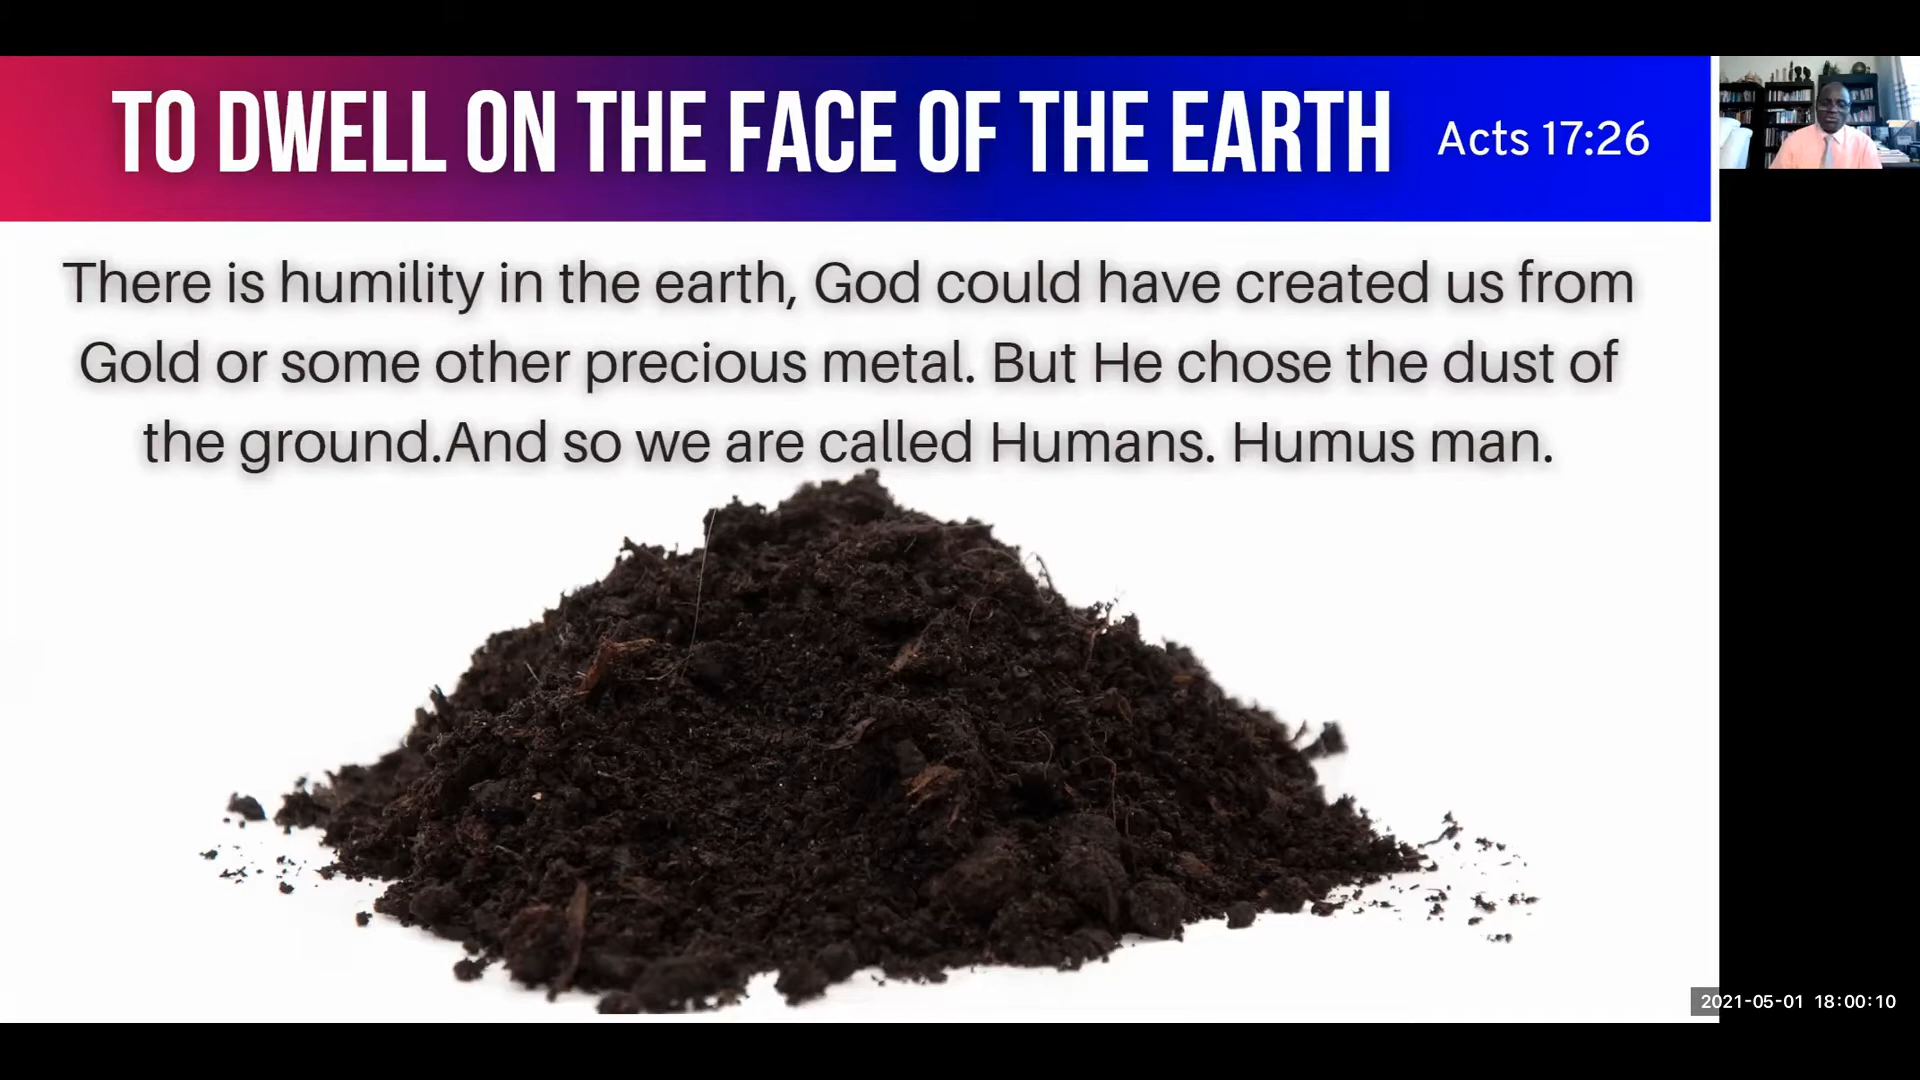 TO DWELL ON THE FACE OF THE EARTH Acts 17:26
There is humility in the earth, God could have created us from
Gold or some other precious metal. But He chose the dust of
the ground.And so we are called Humans. Humus man.
2021-05-01 18:00:10